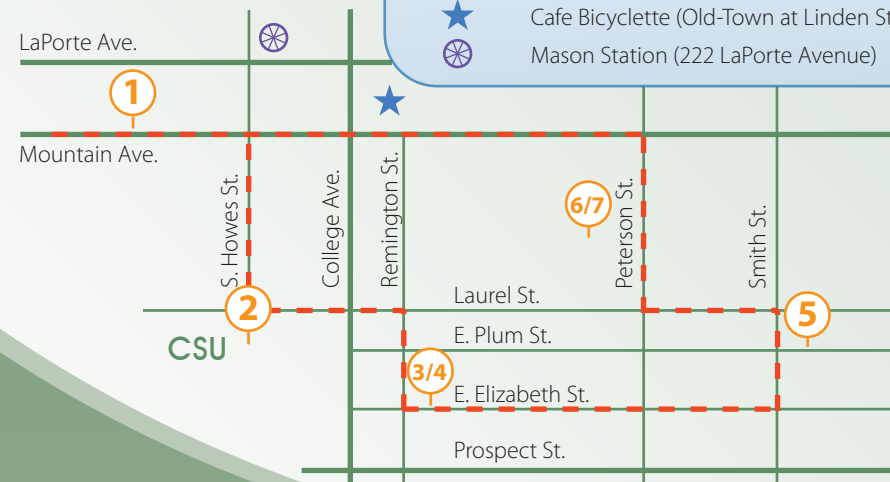 Cafe Bicyclette (Old-Town at Linden St
Mason Station (222 LaPorte Avenue)
LaPorte Ave.
1
Mountain Ave.
S. Howes St.
College Ave.
Remington St.
6/7
Peterson St.
Smith St.
Laurel St.
2
5
CSU
E. Plum St.
3/4
E. Elizabeth St.
Prospect St.